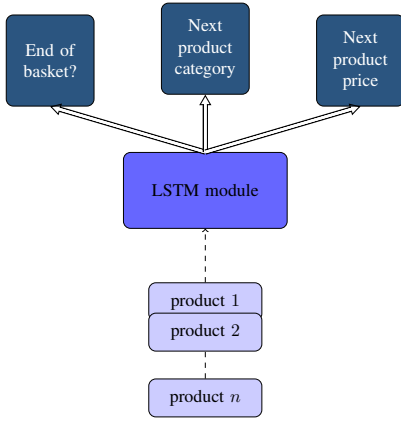 End of
basket?
Next
product
category
Next
product
price
LSTM module
product 1
product 2
product n